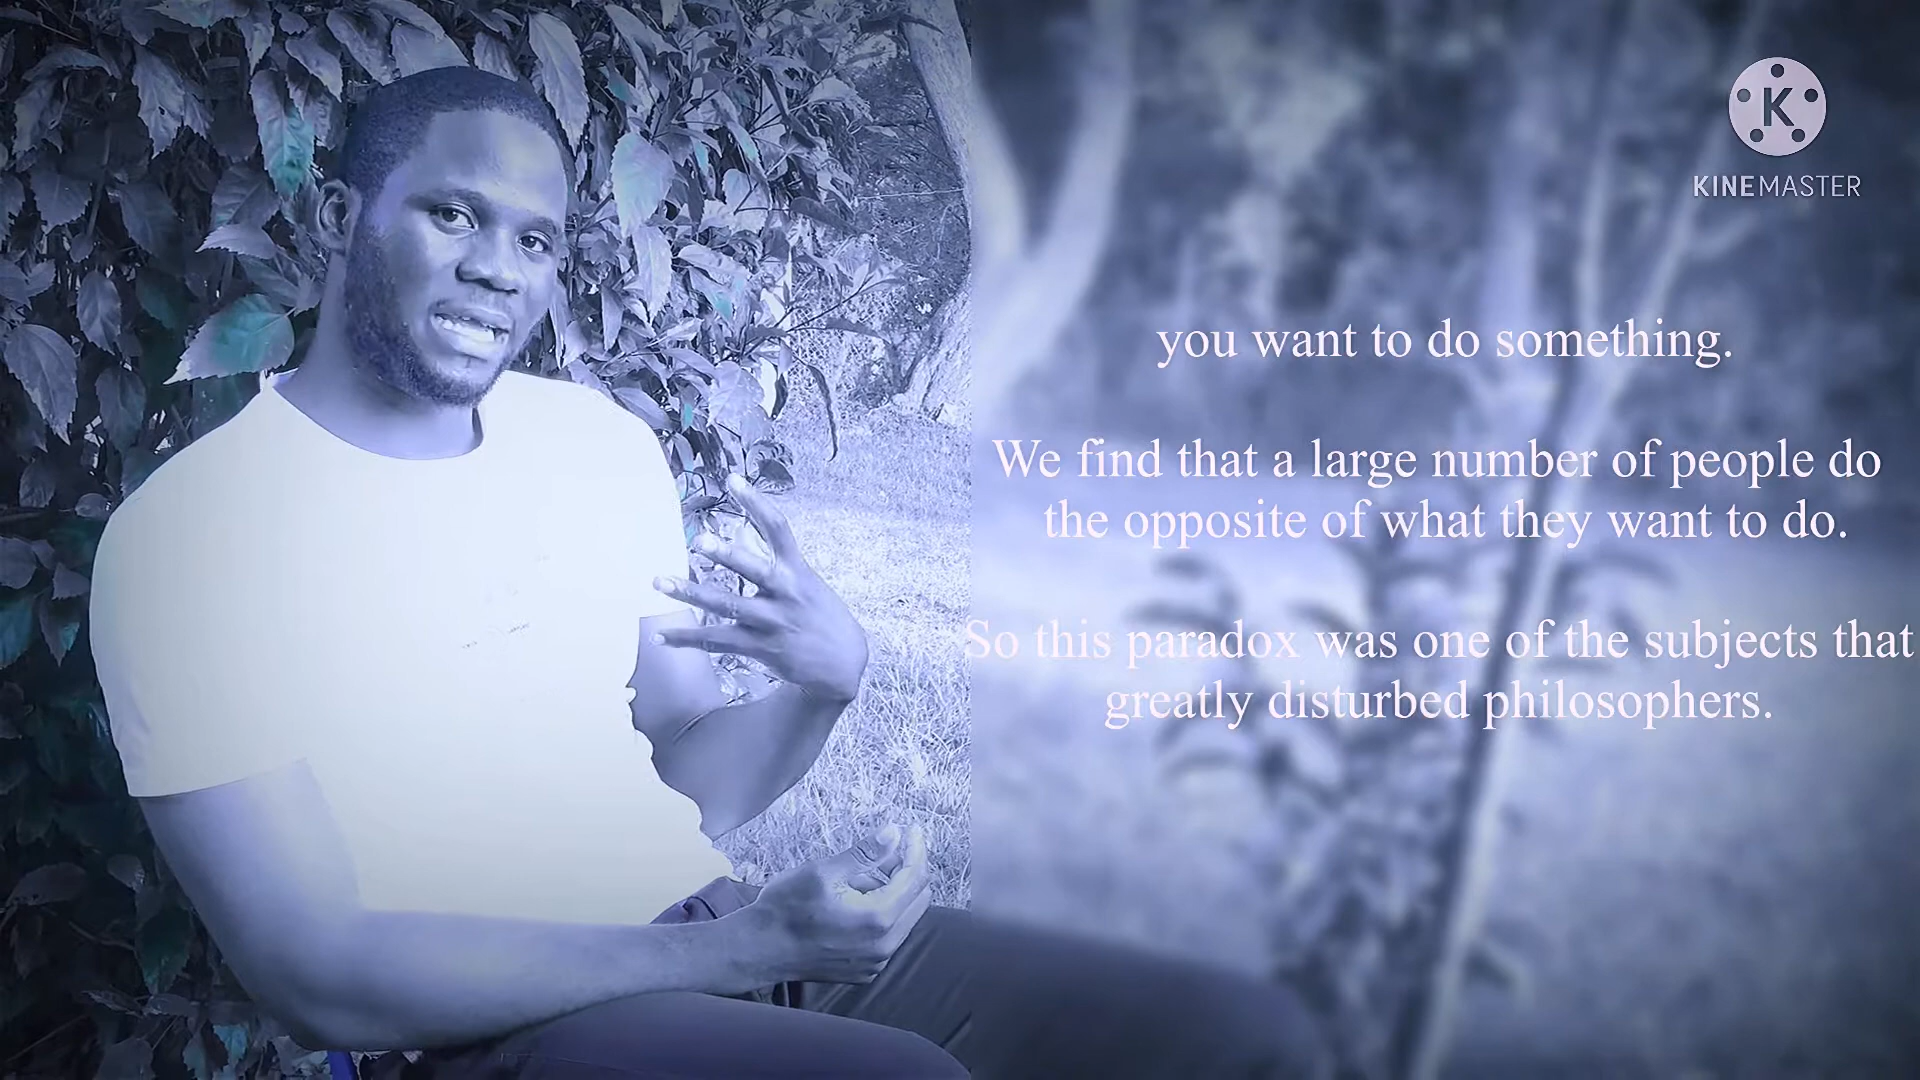 KINEMASTER
you want to do something.
We find that a large number of people do
the opposite of what they want to do.
So this paradox was one of the subjects that
greatly disturbed philosophers.